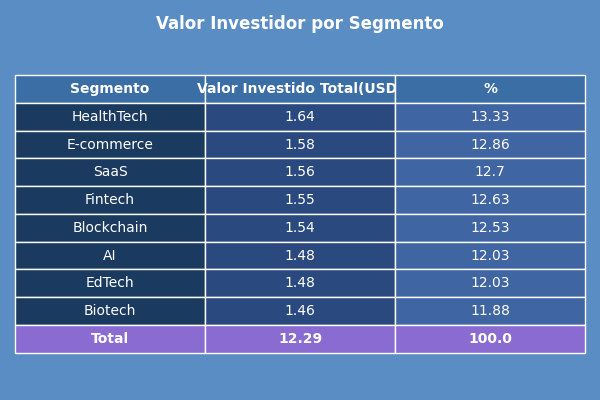 Valor Investidor por Segmento
Segmento Valor Investido Total(USD %
HealthTech 1.64 13.33
E-commerce 1.58 12.86
SaaS 1.56 12.7
Fintech 1.55 12.63
Blockchain 1.54 12.53
AI 1.48 12.03
EdTech 1.48 12.03
Biotech 1.46 11.88
Total 12.29 100.0